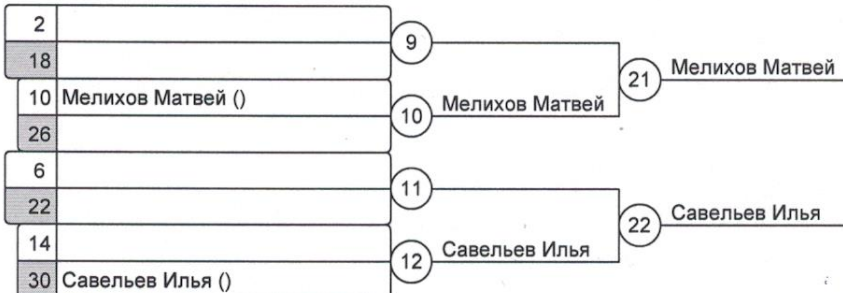 2
9
18
21 Мелихов Матвей
10 Мелихов Матвей ()
10 Мелихов Матвей
26
6
11
22
22 Савельев Илья
14
12 Савельев Илья
30 Савельев Илья ()